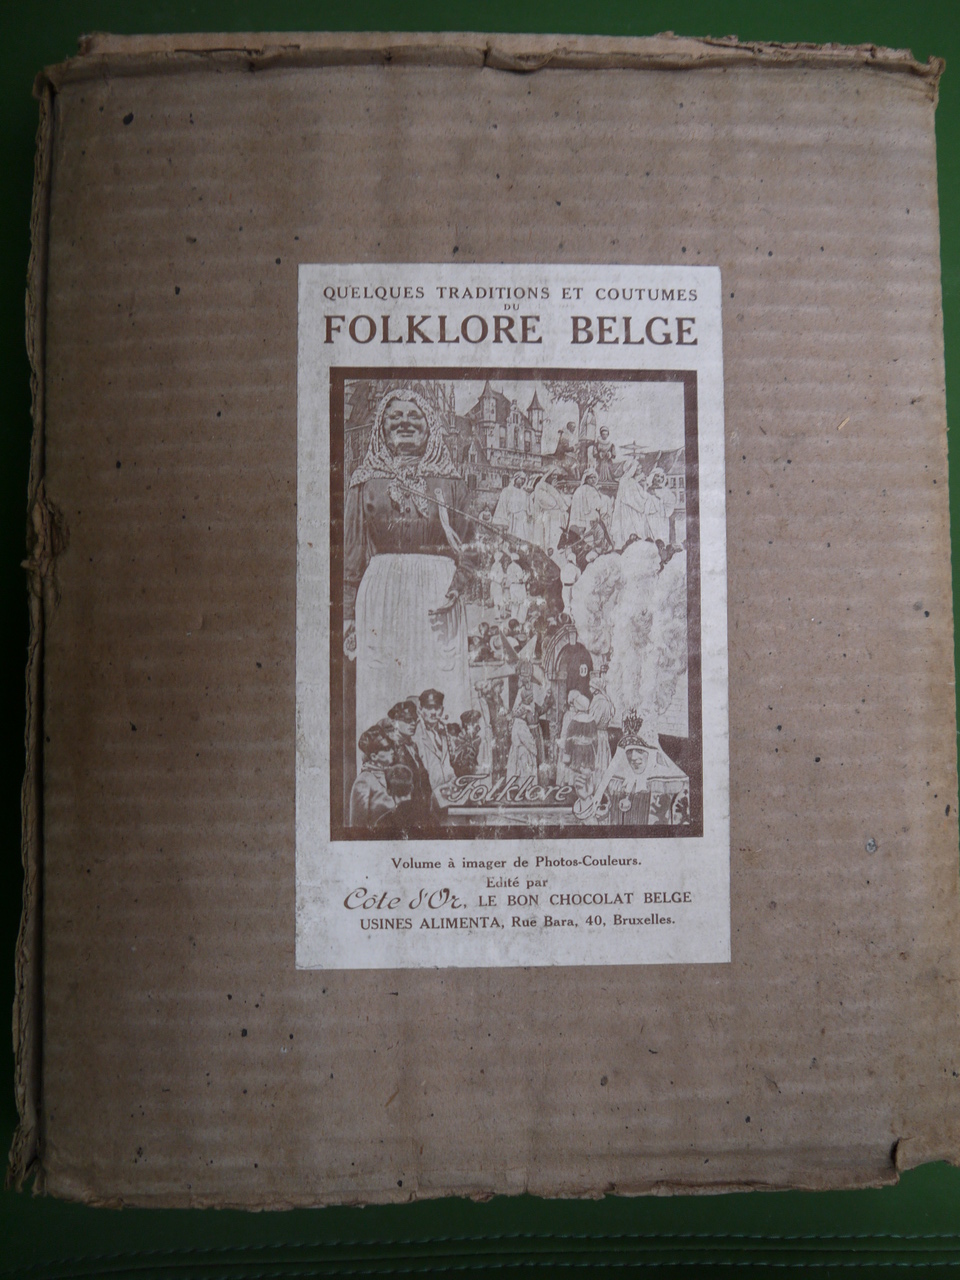 QUELQUES TRADITIONS ET COUTUMES
DU
FOLKLORE BELGE
Folklore
Volume à imager de Photos-Couleurs.
Edité par
Côte d'Or, LE BON CHOCOLAT BELGE
USINES ALIMENTA, Rue Bara, 40, Bruxelles.